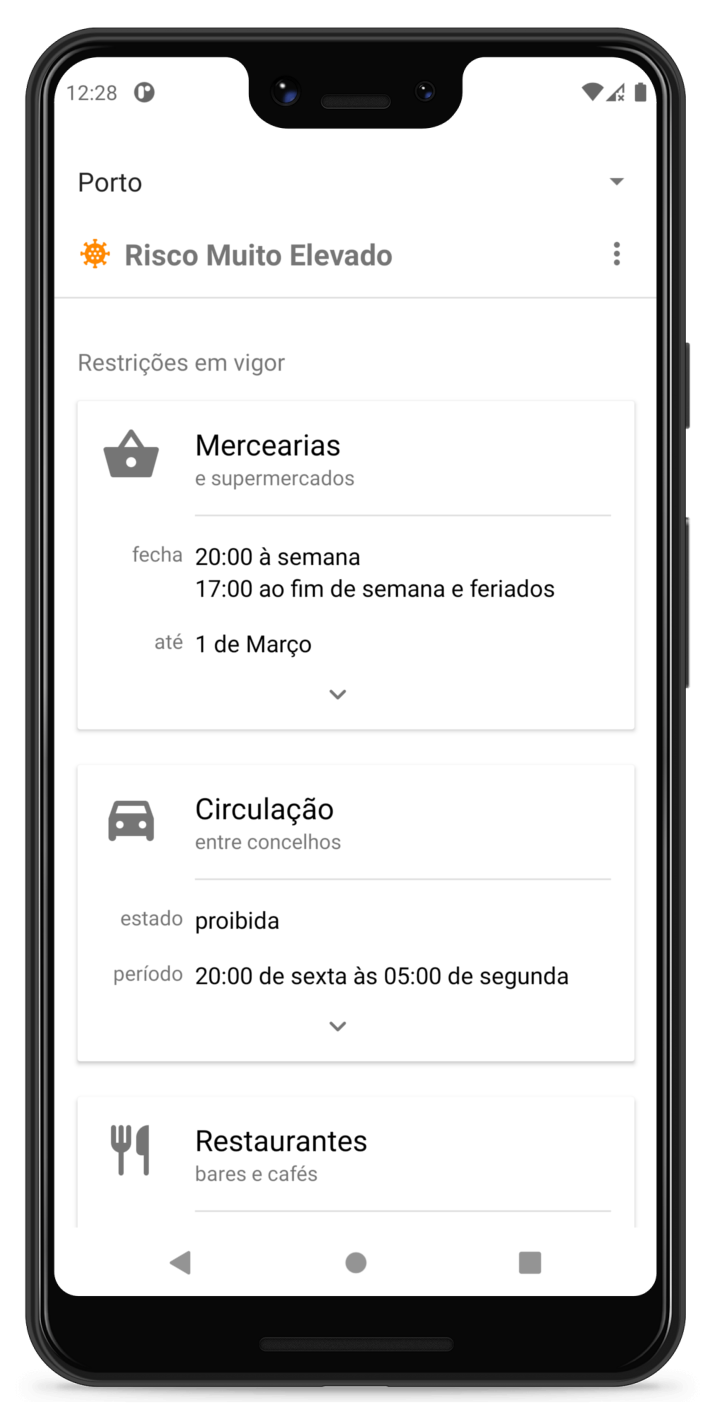 12:28
Porto
Risco Muito Elevado
Restrições em vigor
Mercearias
e supermercados
fecha 20:00 à semana
17:00 ao fim de semana e feriados
até 1 de Março
Circulação
entre concelhos
estado proibida
período 20:00 de sexta às 05:00 de segunda
Restaurantes
bares e cafés